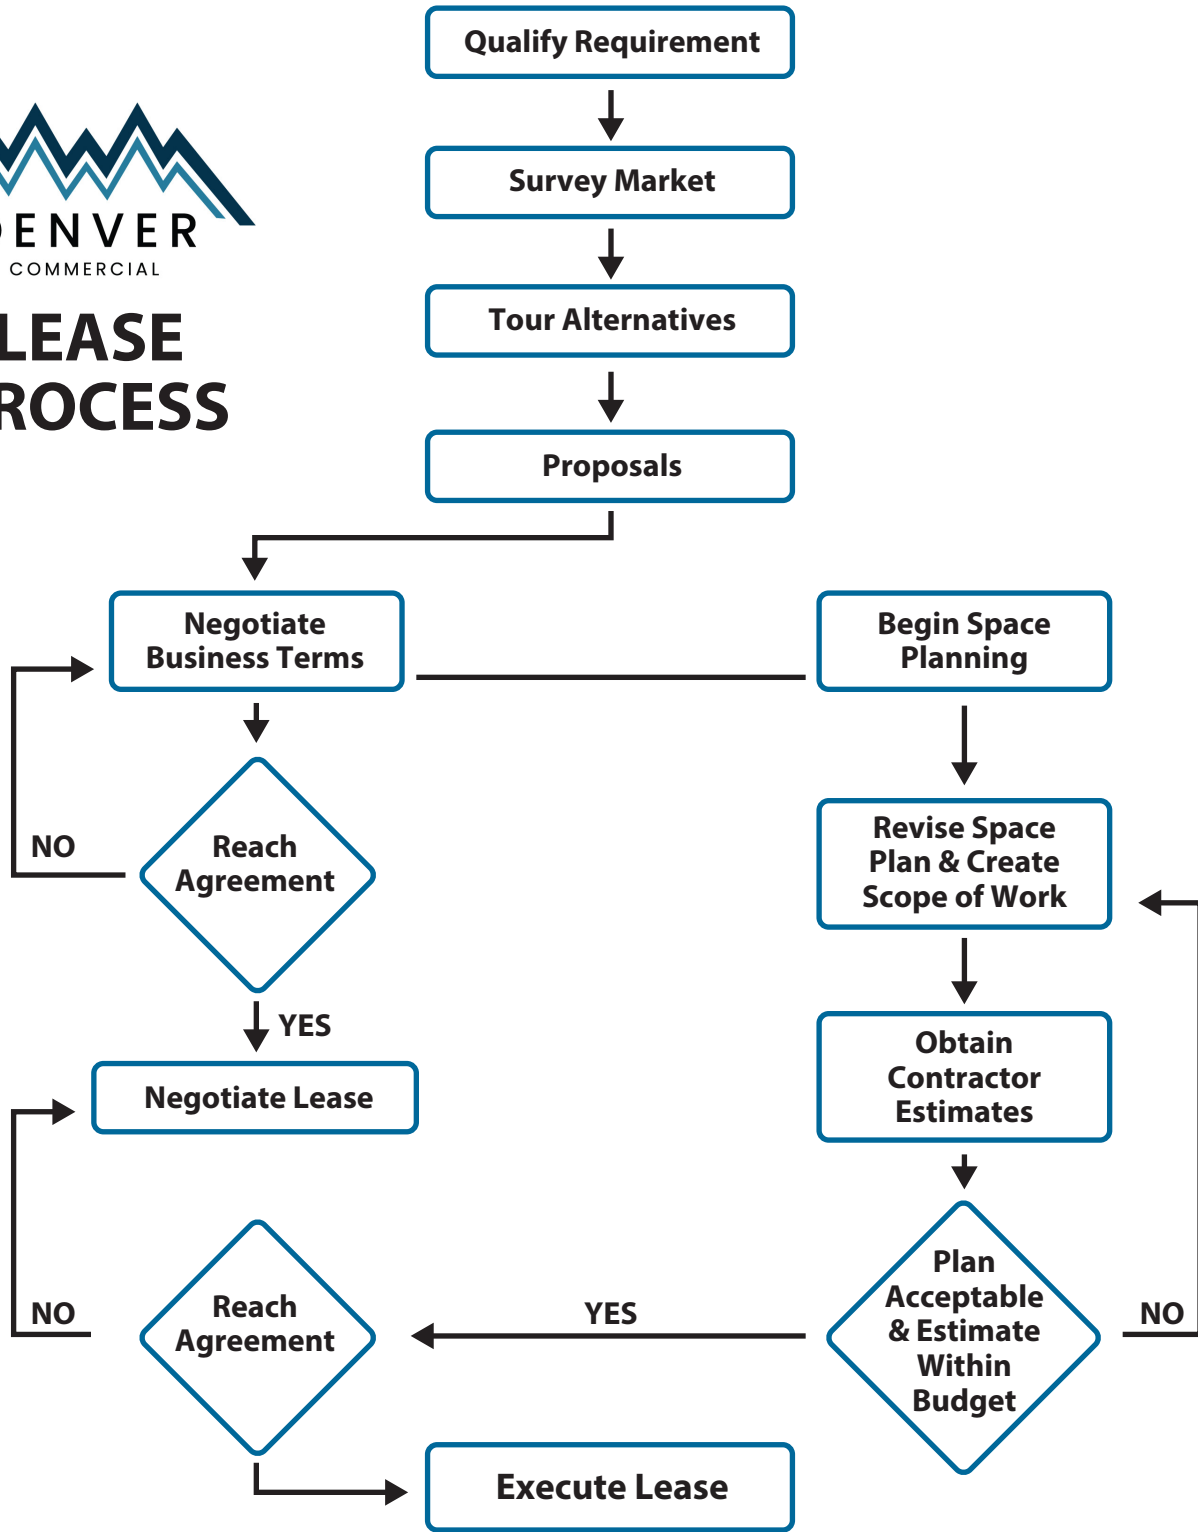 Qualify Requirement
Survey Market
DENVER
COMMERCIAL
Tour Alternatives
LEASE
PROCESS
Proposals
Negotiate
Business Terms
Begin Space
Planning
NO
Reach
Agreement
Revise Space
Plan & Create
Scope of Work
YES
Negotiate Lease
Obtain
Contractor
Estimates
NO
Reach
Agreement
YES
Plan
Acceptable
& Estimate
Within
Budget
NO
Execute Lease